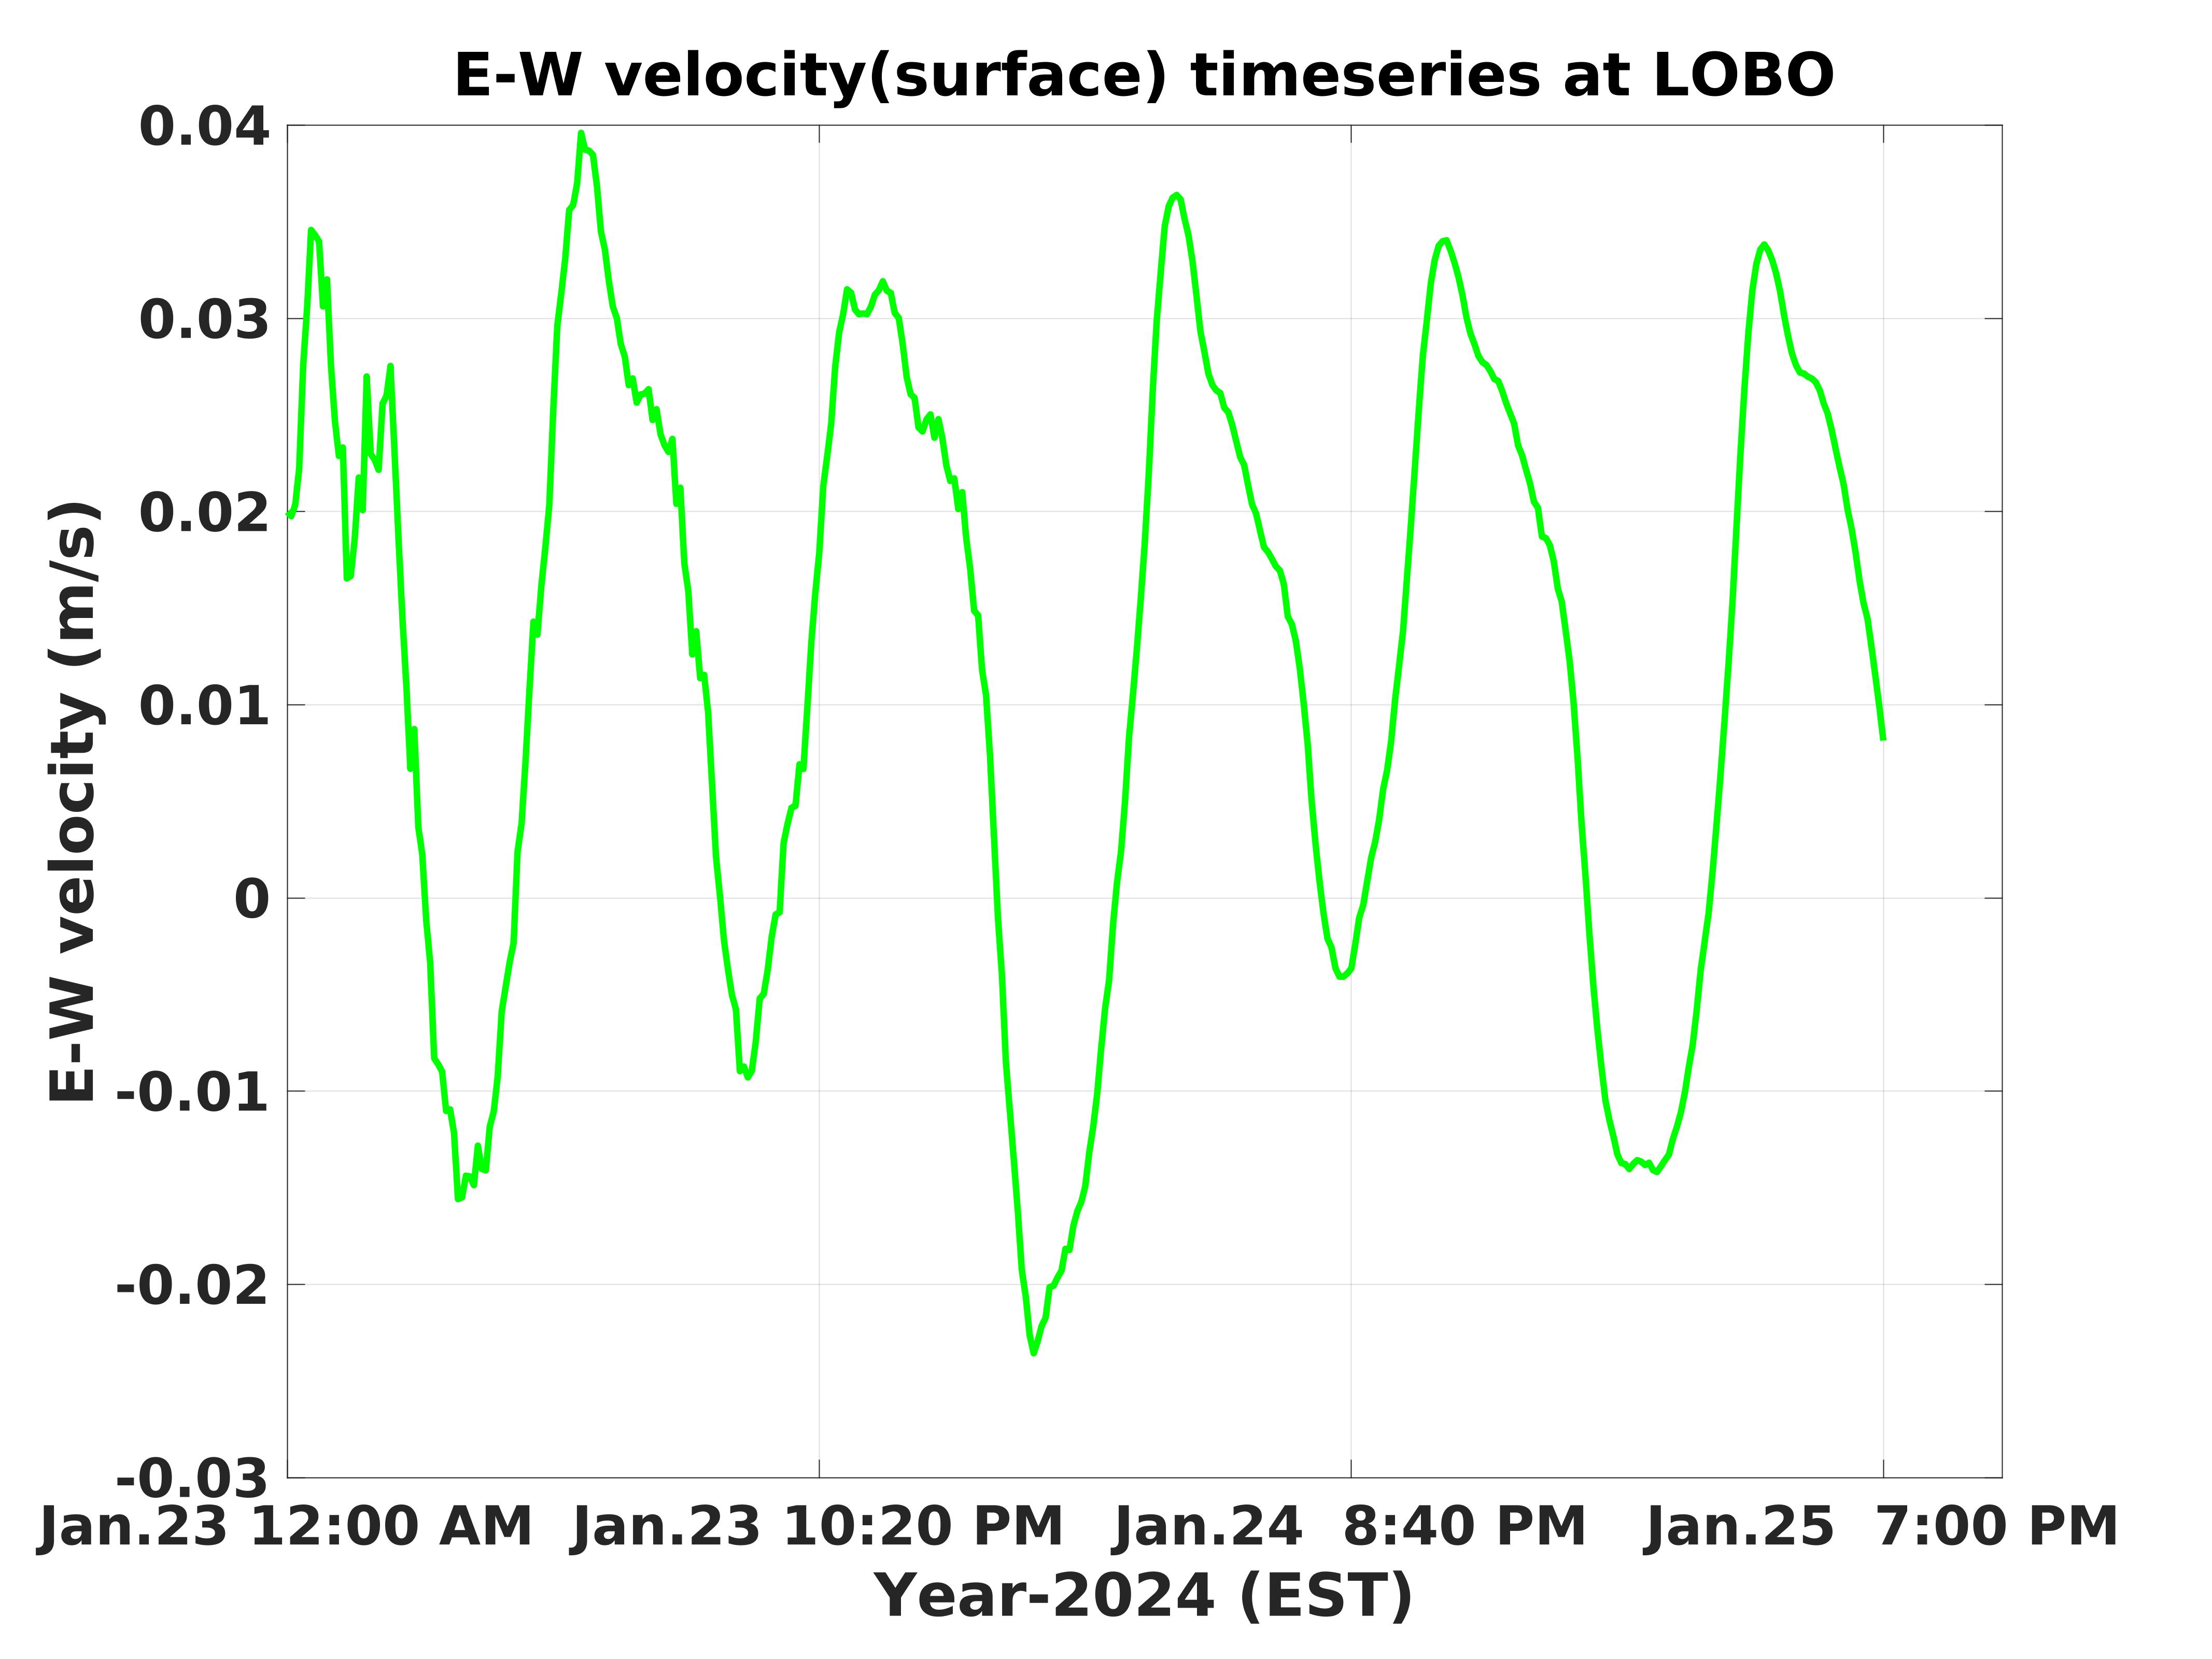 E-W velocity(surface) timeseries at LOBO
0.04
0.03
0.02
0.01
0
-0.01
-0.02
-0.03
E-W velocity (m/s)
Jan.23 12:00 AM Jan.23 10:20 PM Jan.24 8:40 PM Jan.25 7:00 PM
Year-2024 (EST)